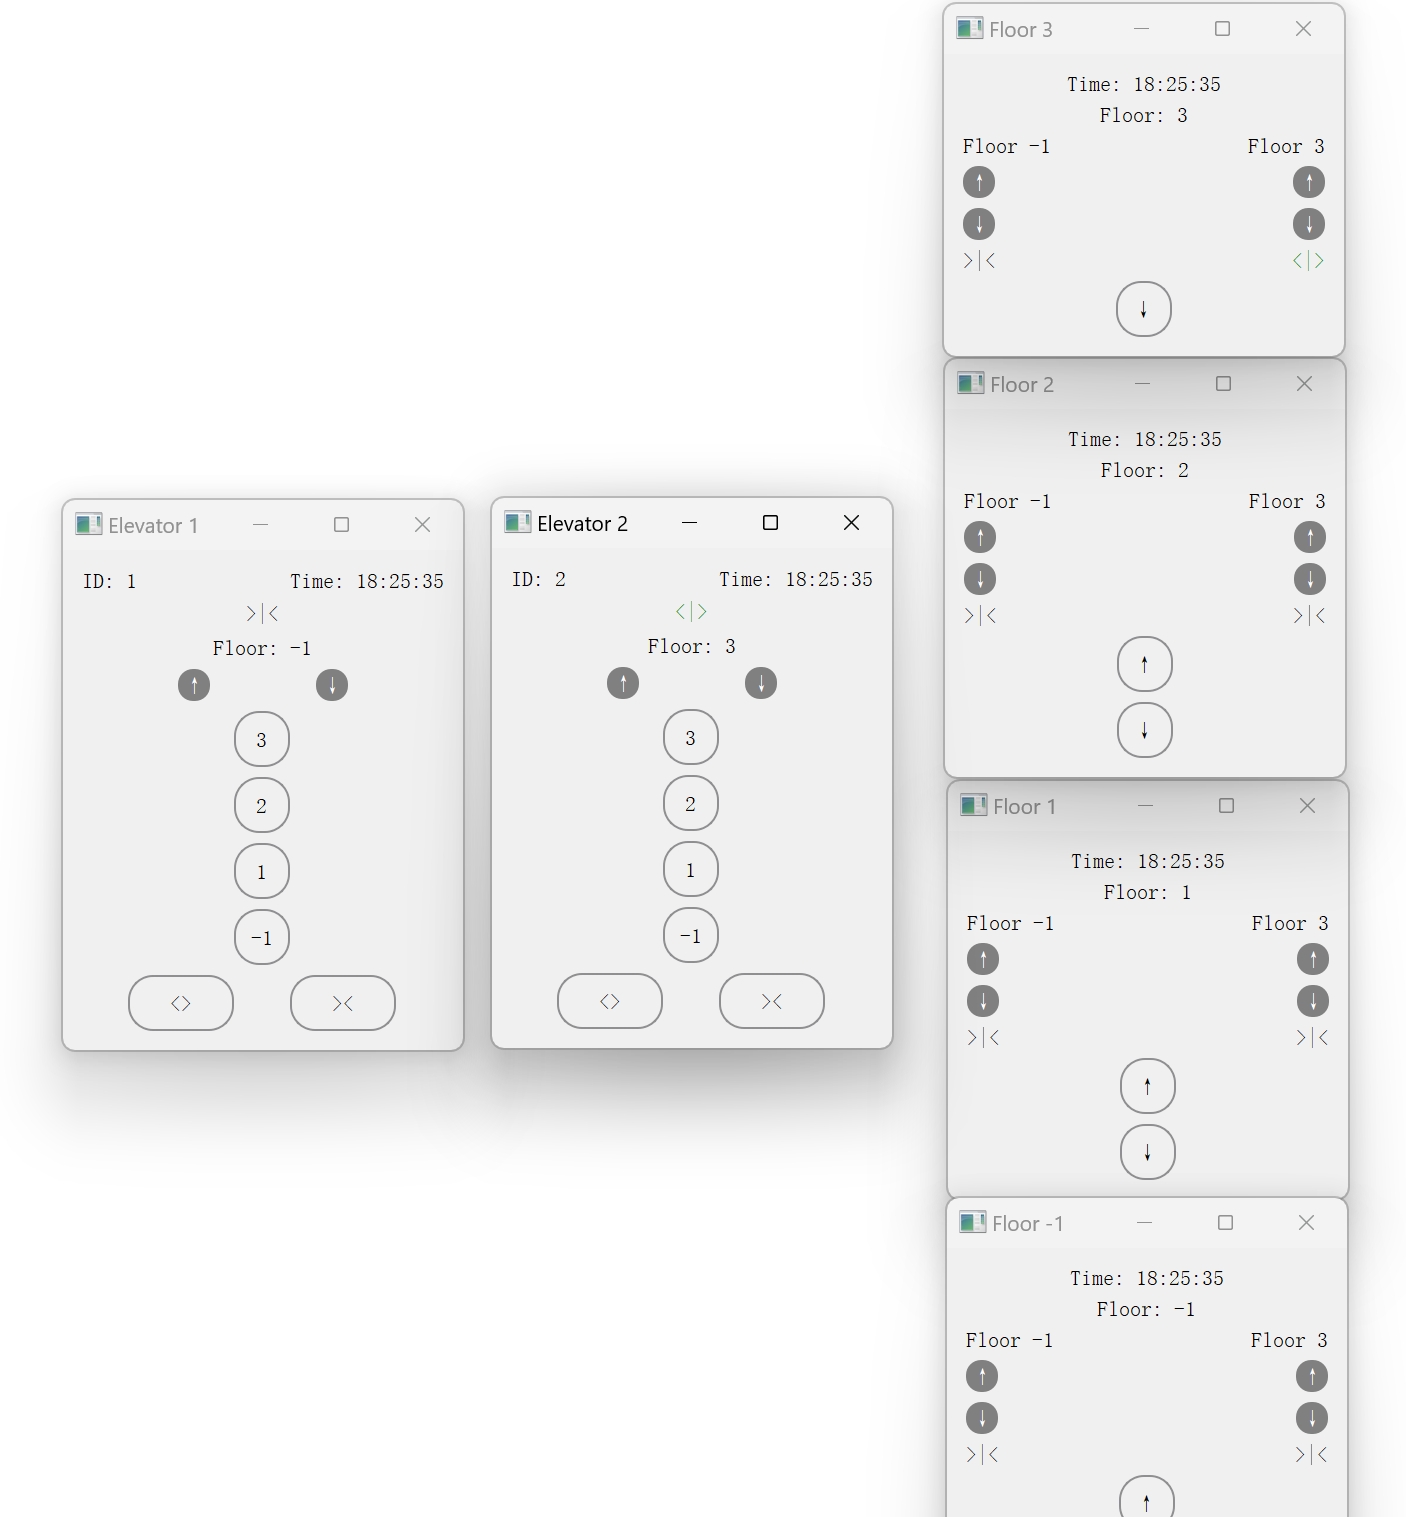 Floor 3
Time: 18:25:35
Floor: 3
Floor -1 Floor 3
↑ ↑
↓ ↓
>|< <|>
↓
Floor 2
Time: 18:25:35
Floor: 2
Floor -1 Floor 3
↑ ↑
↓ ↓
>|< >|<
↑
↓
Elevator 1
ID: 1 Time: 18:25:35
>|<
Floor: -1
↑ ↓
3
2
1
-1
<> ><
Elevator 2
ID: 2 Time: 18:25:35
<|>
Floor: 3
↑ ↓
3
2
1
-1
<> ><
Floor 1
Time: 18:25:35
Floor: 1
Floor -1 Floor 3
↑ ↑
↓ ↓
>|< >|<
↑
↓
Floor -1
Time: 18:25:35
Floor: -1
Floor -1 Floor 3
↑ ↑
↓ ↓
>|< >|<
↑